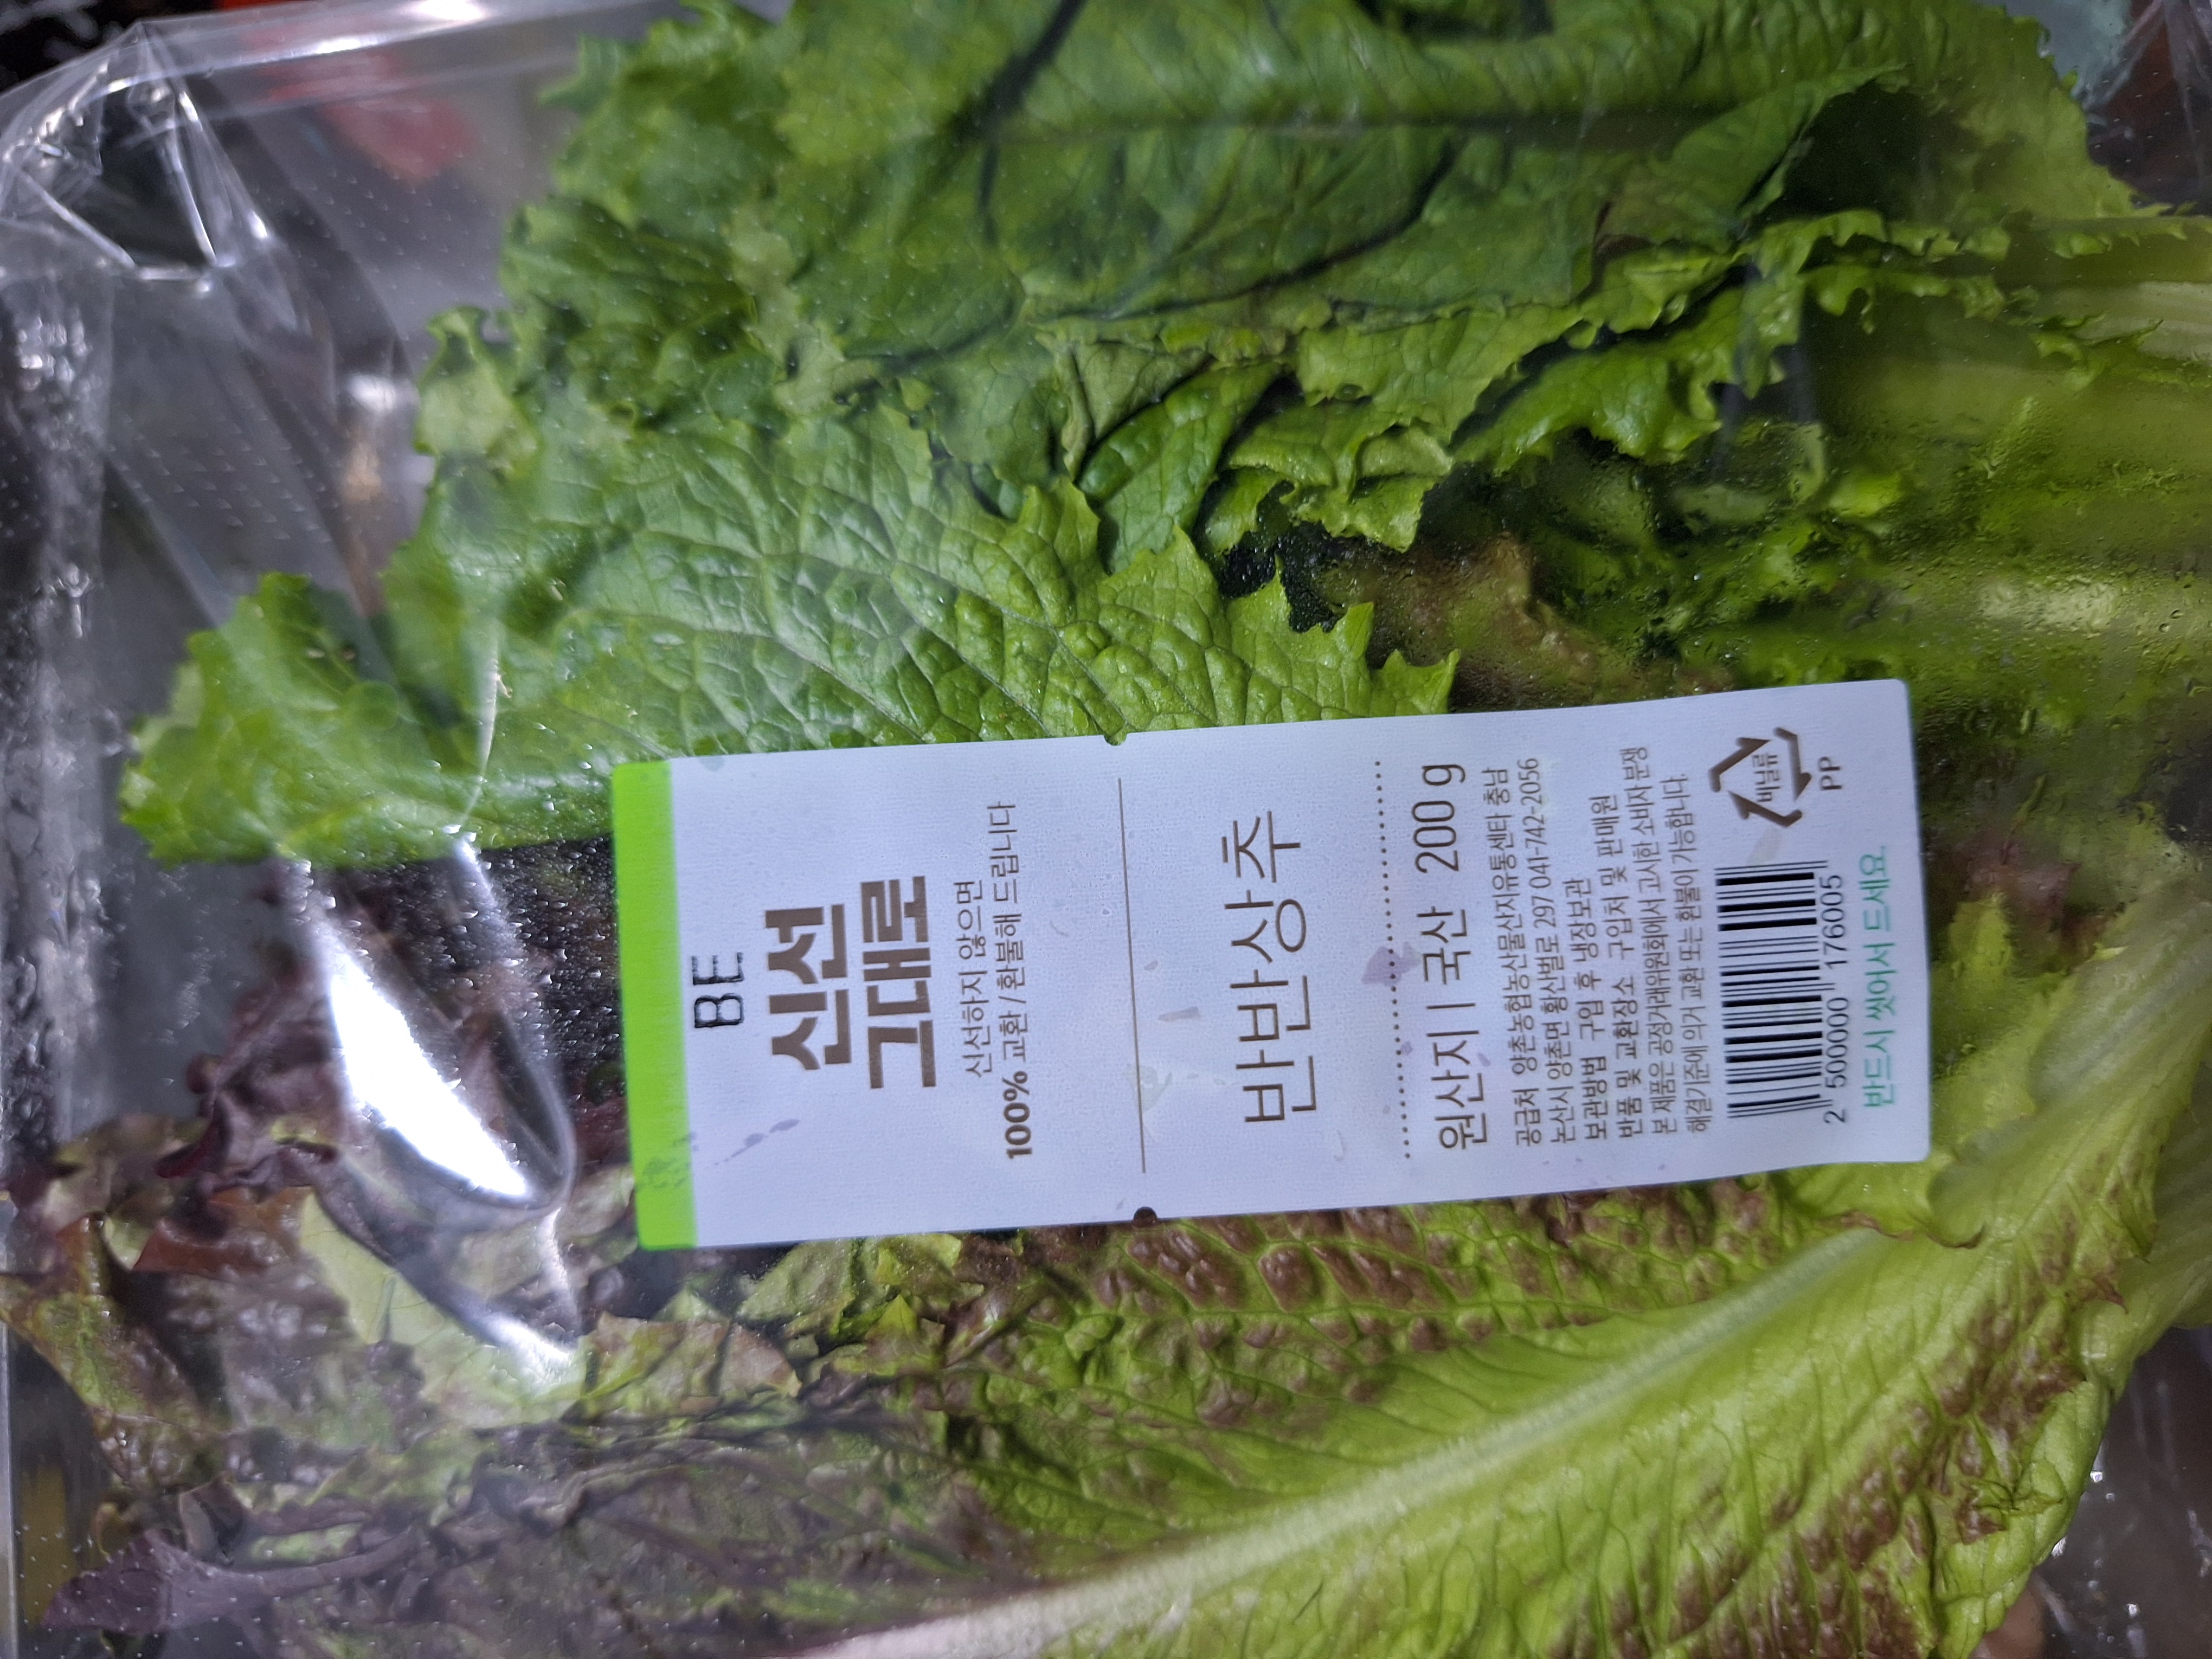 BE
신선
그대로
신선하지 않으면
100% 교환 / 환불해 드립니다
반반상추
원산지 | 국산 200 g
공급처 양촌농협농산물산지유통센타 충남
논산시 양촌면 황산벌로 297 041-742-2056
보관방법 구입 후 냉장보관
반품 및 교환장소 구입처 및 판매원
본 제품은 공정거래위원회에서 고시한 소비자 분쟁
해결기준에 의거 교환 또는 환불이 가능합니다.
비닐류
PP
2 500000 176005
반드시 씻어서 드세요.